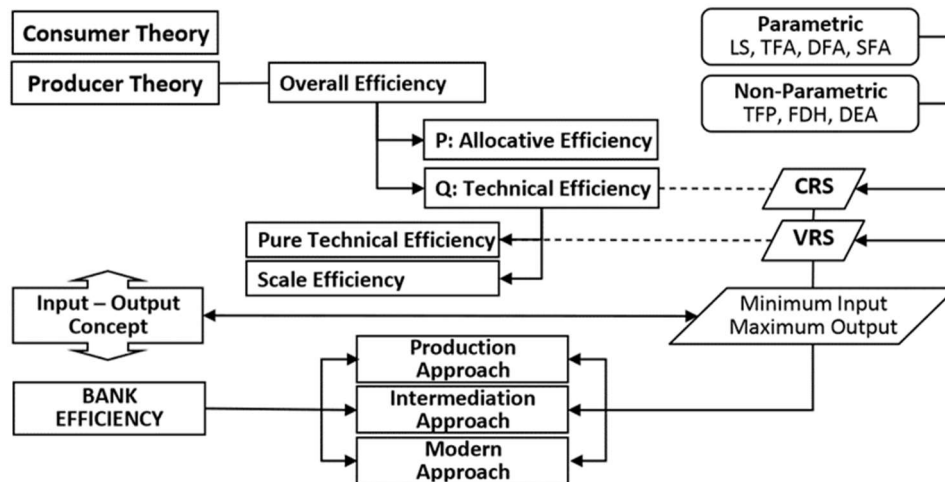 Consumer Theory
Producer Theory
Overall Efficiency
Parametric
LS, TFA, DFA, SFA
Non-Parametric
TFP, FDH, DEA
P: Allocative Efficiency
Q: Technical Efficiency
CRS
Pure Technical Efficiency
VRS
Scale Efficiency
Input – Output
Concept
Minimum Input
Maximum Output
Production
Approach
BANK
EFFICIENCY
Intermediation
Approach
Modern
Approach